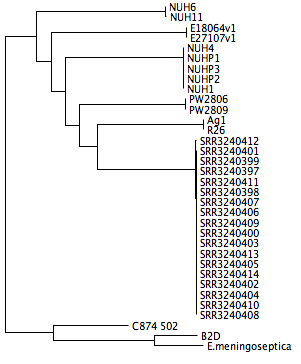 NUH6
NUH11
E18064v1
E27107v1
NUH4
NUHP1
NUHP3
NUHP2
NUH1
PW2806
PW2809
Ag1
R26
SRR3240412
SRR3240401
SRR3240399
SRR3240397
SRR3240411
SRR3240398
SRR3240407
SRR3240406
SRR3240409
SRR3240400
SRR3240403
SRR3240413
SRR3240405
SRR3240414
SRR3240402
SRR3240404
SRR3240410
SRR3240408
C874 502
B2D
E.meningoseptica